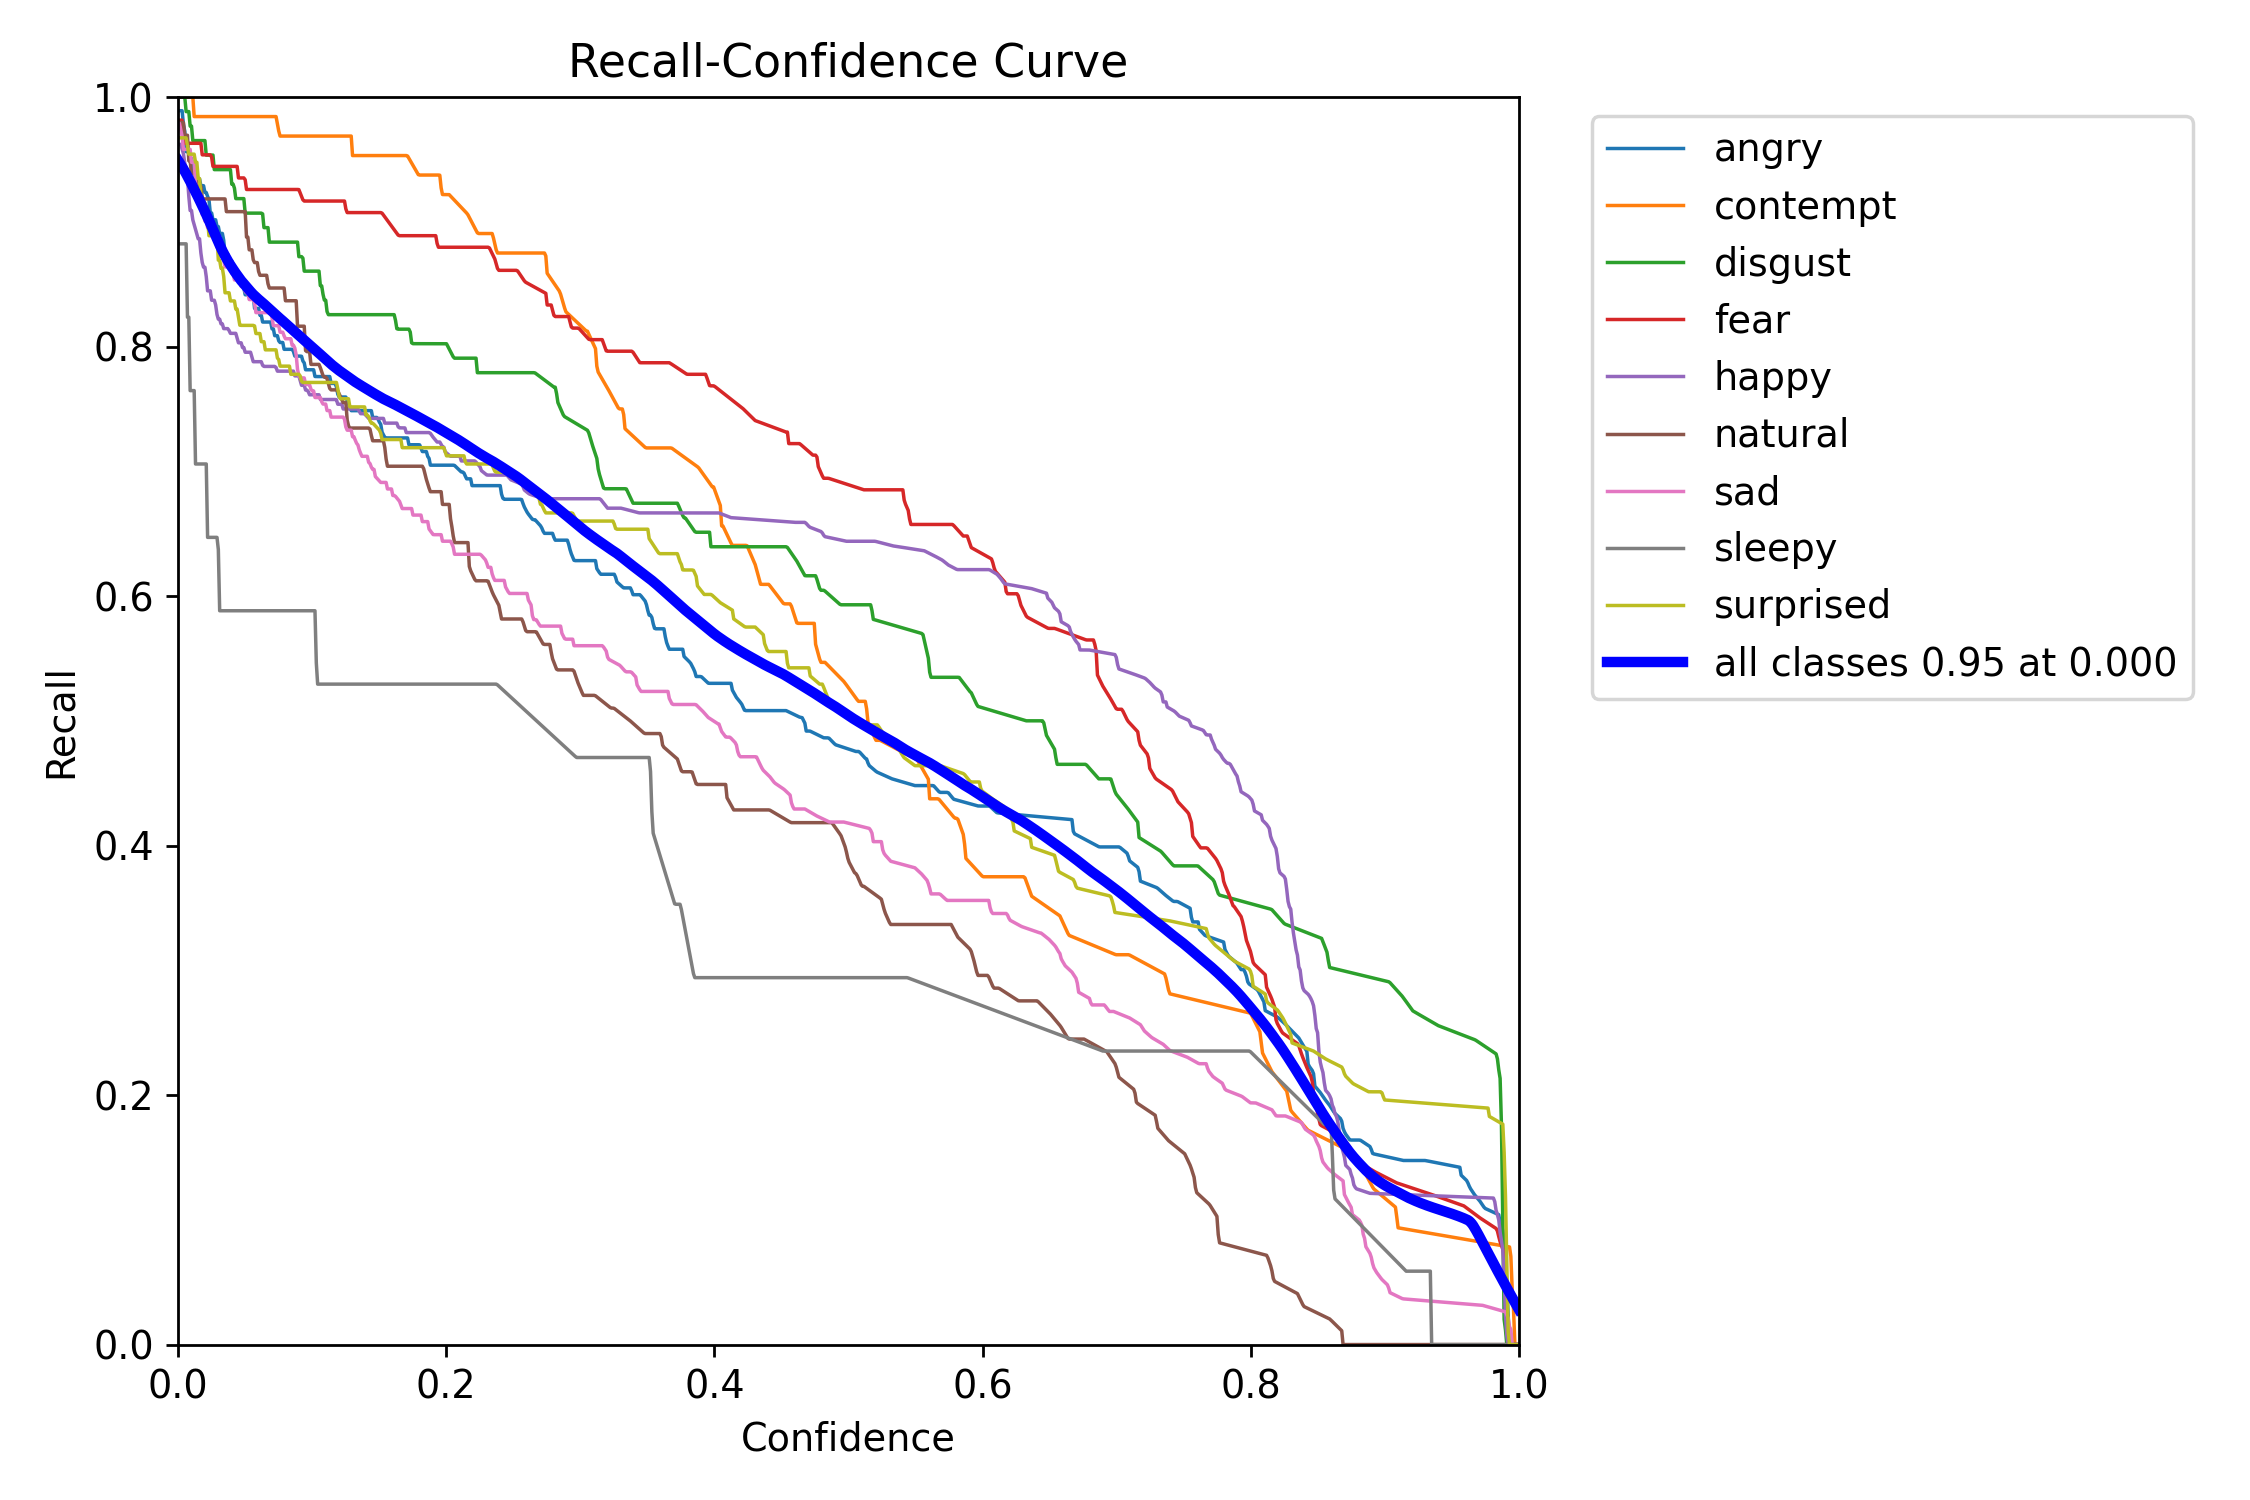 Recall-Confidence Curve
1.0
0.8
0.6
0.4
0.2
0.0
Recall
0.0 0.2 0.4 0.6 0.8 1.0
Confidence
angry
contempt
disgust
fear
happy
natural
sad
sleepy
surprised
all classes 0.95 at 0.000